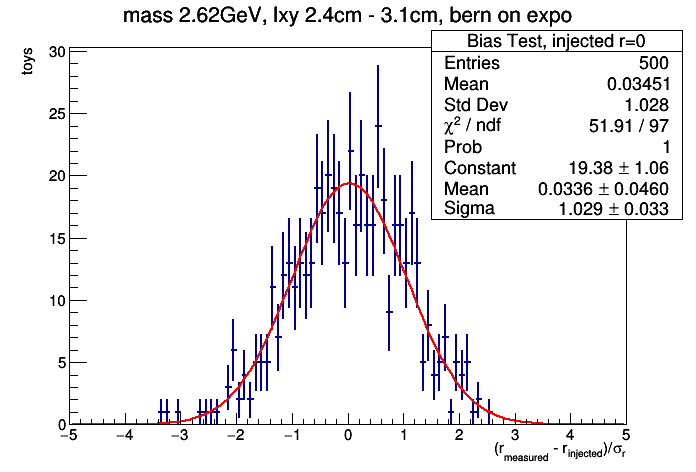 mass 2.62GeV, lxy 2.4cm - 3.1cm, bern on expo
Bias Test, injected r=0
Entries 500
Mean 0.03451
Std Dev 1.028
χ² / ndf 51.91 / 97
Prob 1
Constant 19.38 ± 1.06
Mean 0.0336 ± 0.0460
Sigma 1.029 ± 0.033
toys
30
25
20
15
10
5
0
−5 −4 −3 −2 −1 0 1 2 3 4 5
(r_measured - r_injected)/σ_r